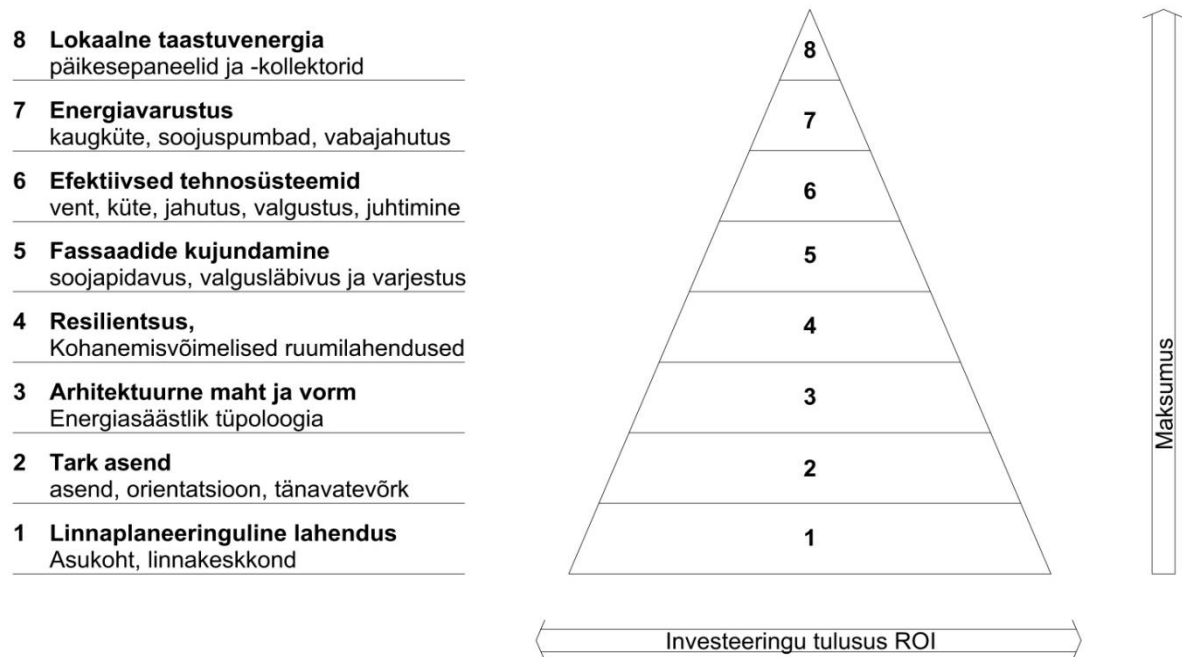 8 Lokaalne taastuvenergia
päikesepaneelid ja -kollektorid
7 Energiavarustus
kaugküte, soojuspumbad, vabajahutus
6 Efektiivsed tehnosüsteemid
vent, küte, jahutus, valgustus, juhtimine
5 Fassaadide kujundamine
soojapidavus, valgusläbivus ja varjestus
4 Resilientsus,
Kohanemisvõimelised ruumilahendused
3 Arhitektuurne maht ja vorm
Energiasäästlik tüpoloogia
2 Tark asend
asend, orientatsioon, tänavatevõrk
1 Linnaplaneeringuline lahendus
Asukoht, linnakeskkond
8
7
6
5
4
3
2
1
Investeeringu tulusus ROI
Maksumus